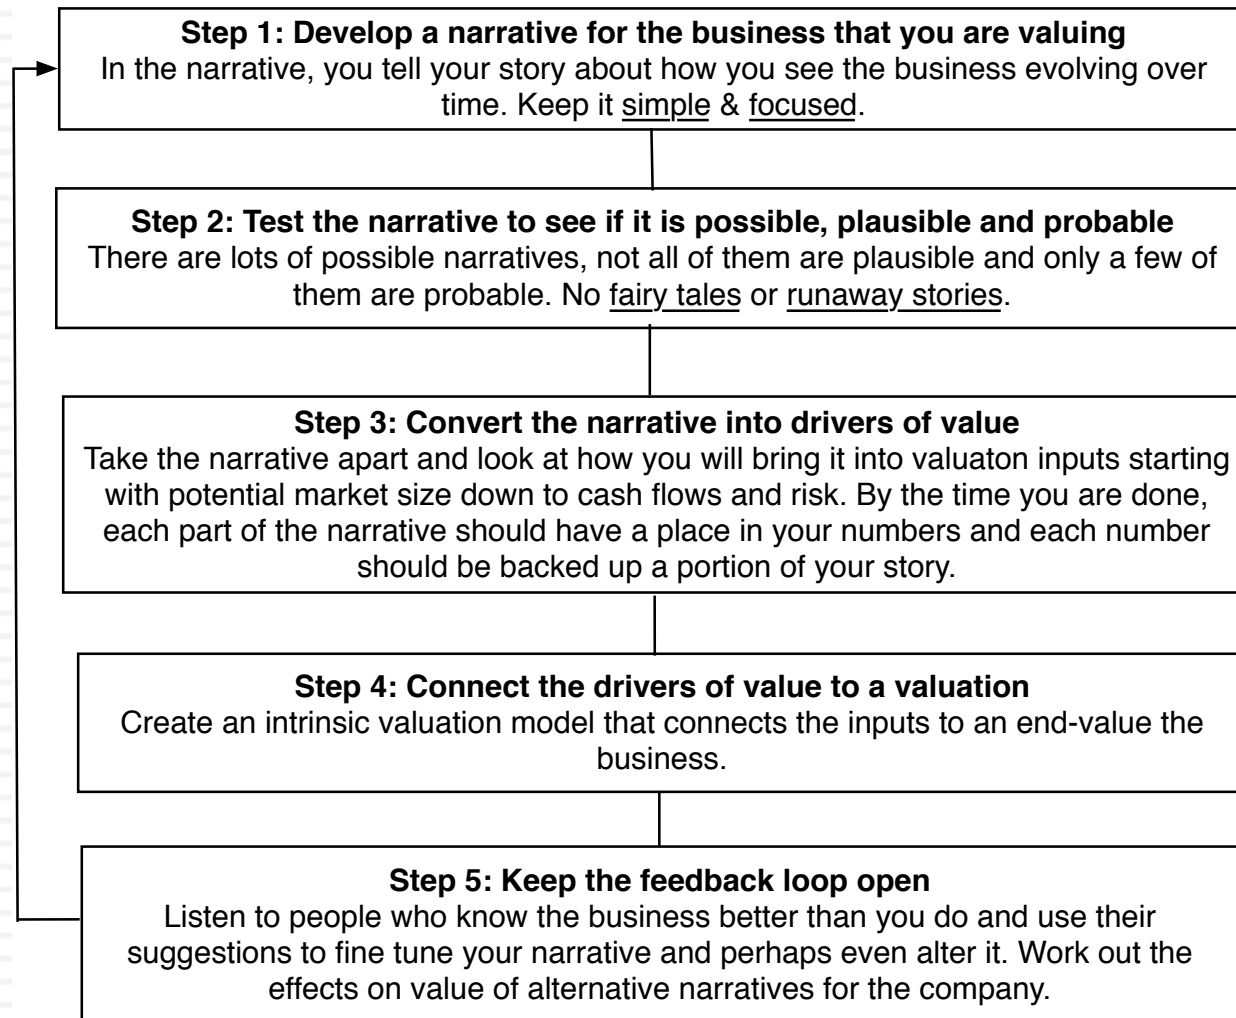 Step 1: Develop a narrative for the business that you are valuing
In the narrative, you tell your story about how you see the business evolving over
time. Keep it simple & focused.
Step 2: Test the narrative to see if it is possible, plausible and probable
There are lots of possible narratives, not all of them are plausible and only a few of
them are probable. No fairy tales or runaway stories.
Step 3: Convert the narrative into drivers of value
Take the narrative apart and look at how you will bring it into valuaton inputs starting
with potential market size down to cash flows and risk. By the time you are done,
each part of the narrative should have a place in your numbers and each number
should be backed up a portion of your story.
Step 4: Connect the drivers of value to a valuation
Create an intrinsic valuation model that connects the inputs to an end-value the
business.
Step 5: Keep the feedback loop open
Listen to people who know the business better than you do and use their
suggestions to fine tune your narrative and perhaps even alter it. Work out the
effects on value of alternative narratives for the company.